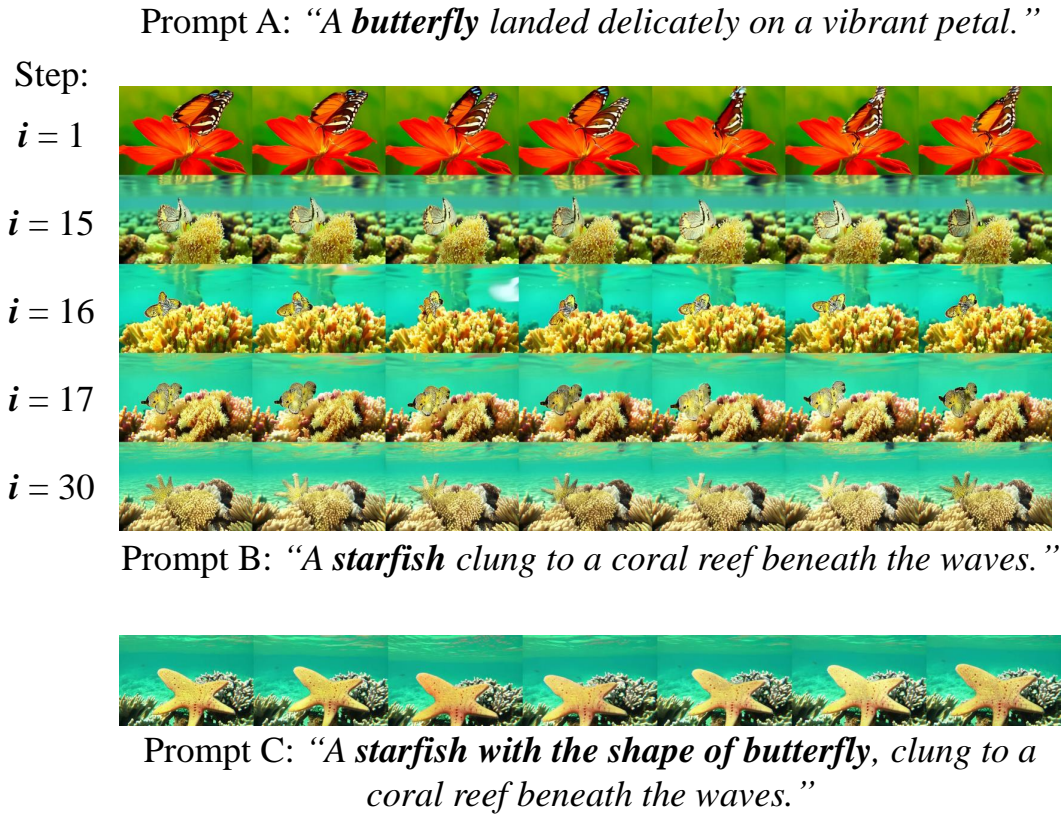 Prompt A: “A butterfly landed delicately on a vibrant petal.”
Step:
i = 1
i = 15
i = 16
i = 17
i = 30
Prompt B: “A starfish clung to a coral reef beneath the waves.”
Prompt C: “A starfish with the shape of butterfly, clung to a
coral reef beneath the waves.”